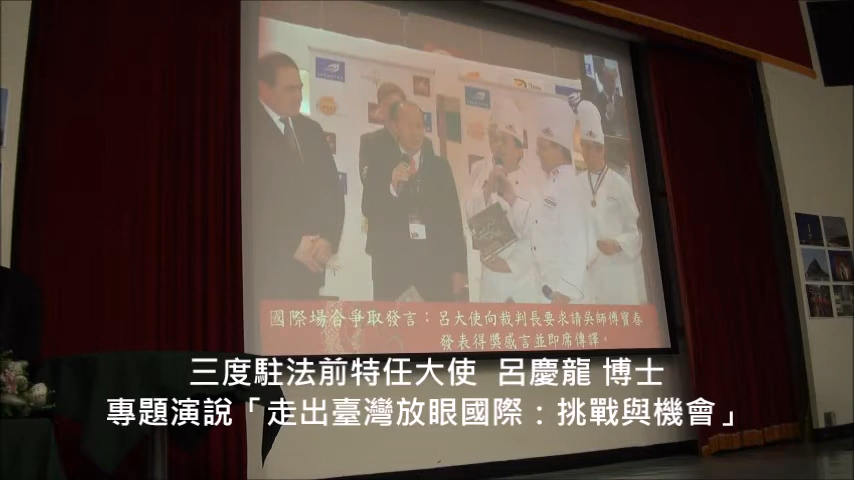 國際場合爭取發言：呂大使向裁判長要求請吳師傅寶春
發表得獎感言並即席傳譯。
三度駐法前特任大使 呂慶龍 博士
專題演說「走出臺灣放眼國際：挑戰與機會」